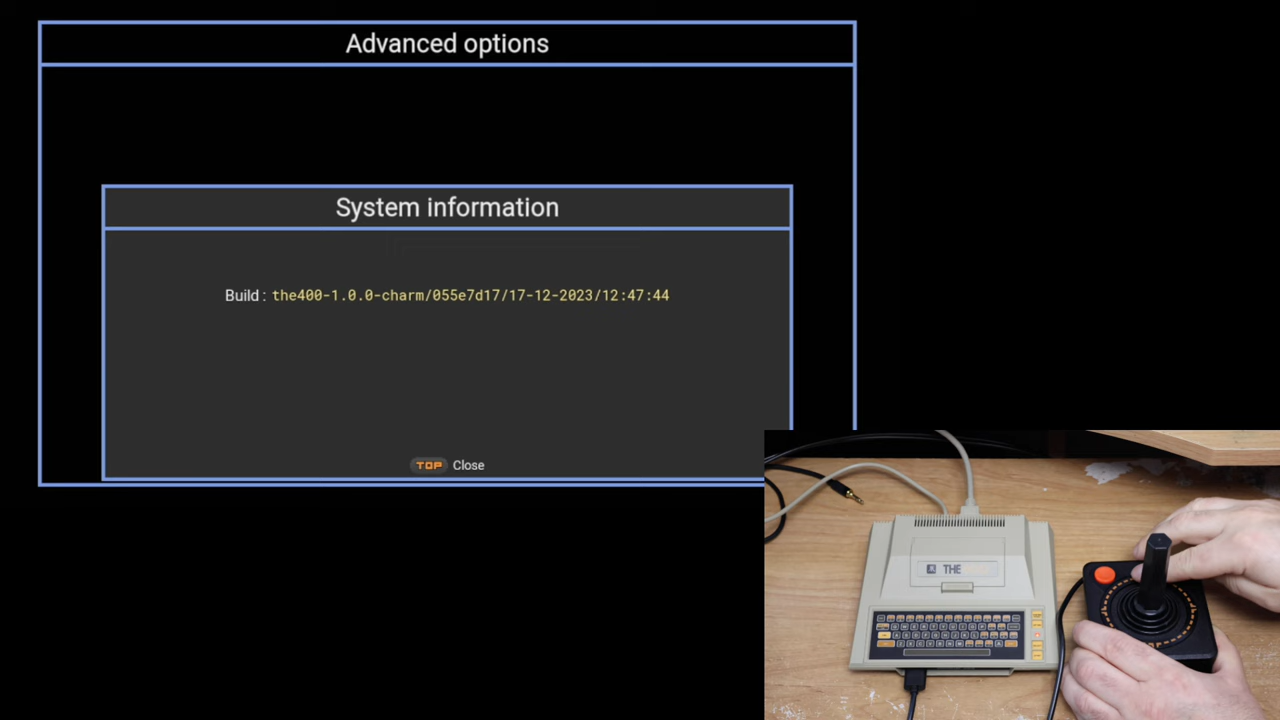 Advanced options
System information
Build : the400-1.0.0-charm/055e7d17/17-12-2023/12:47:44
TOP Close
THE
TOP